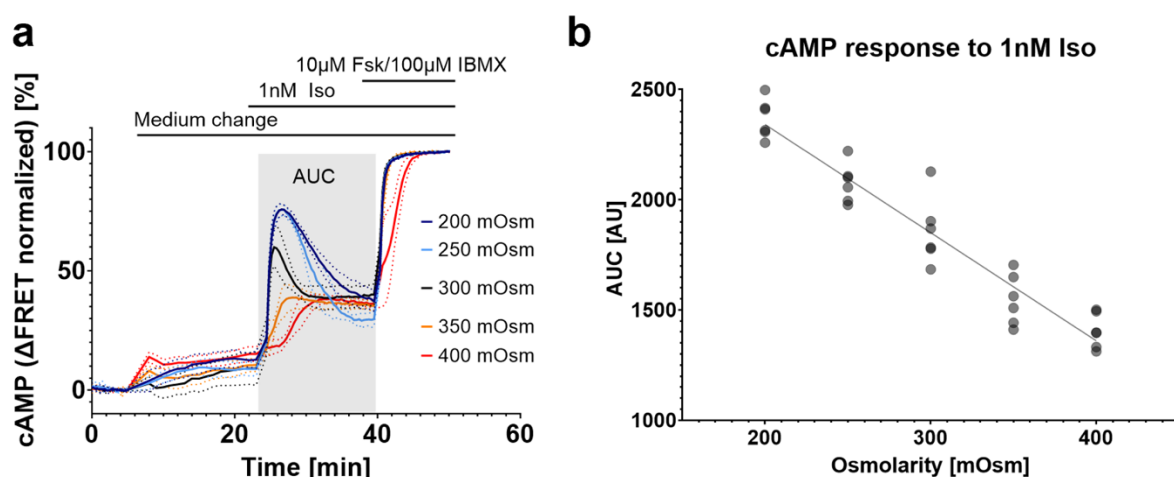 a
10µM Fsk/100µM IBMX
1nM Iso
Medium change
cAMP (ΔFRET normalized) [%]
100
50
0
AUC
200 mOsm
250 mOsm
300 mOsm
350 mOsm
400 mOsm
0 20 40 60
Time [min]
b
cAMP response to 1nM Iso
AUC [AU]
2500
2000
1500
1000
200 250 300 350 400
Osmolarity [mOsm]